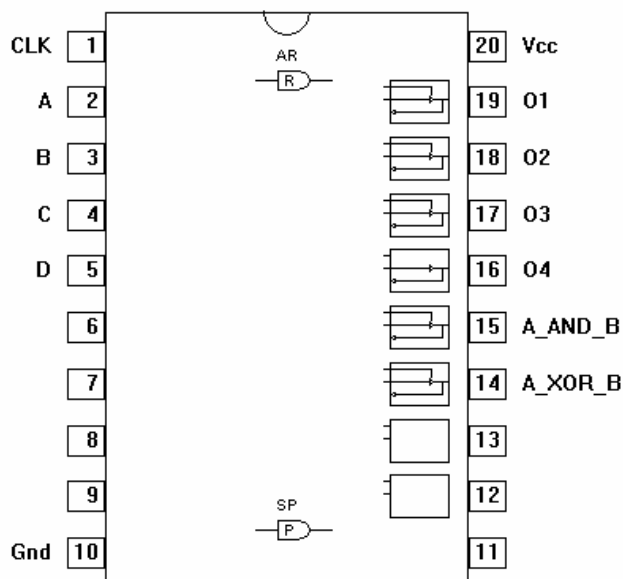 CLK 1 20 Vcc
AR
R
A 2 19 O1
B 3 18 O2
C 4 17 O3
D 5 16 O4
6 15 A_AND_B
7 14 A_XOR_B
8 13
9 12
SP
P
Gnd 10 11